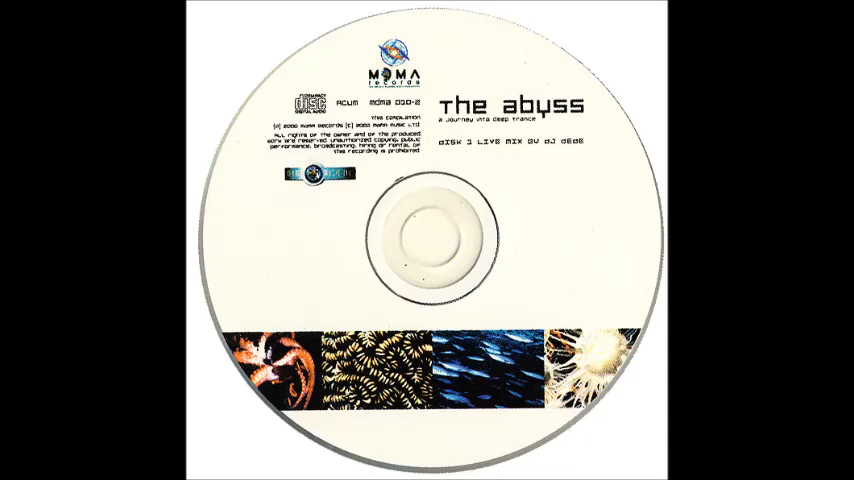 MDMA
records
COMPACT
disc
DIGITAL AUDIO
ACUM
mdma 010-2
The abyss
a journey into deep trance
This compilation
(p) 2000 MDMA Records (c) 2000 MDMA Music Ltd.
All rights of the owner and of the produced
work are reserved. Unauthorized copying, public
performance, broadcasting, hiring or rental of
this recording is prohibited.
DISK 1 LIVE MIX BY DJ dede